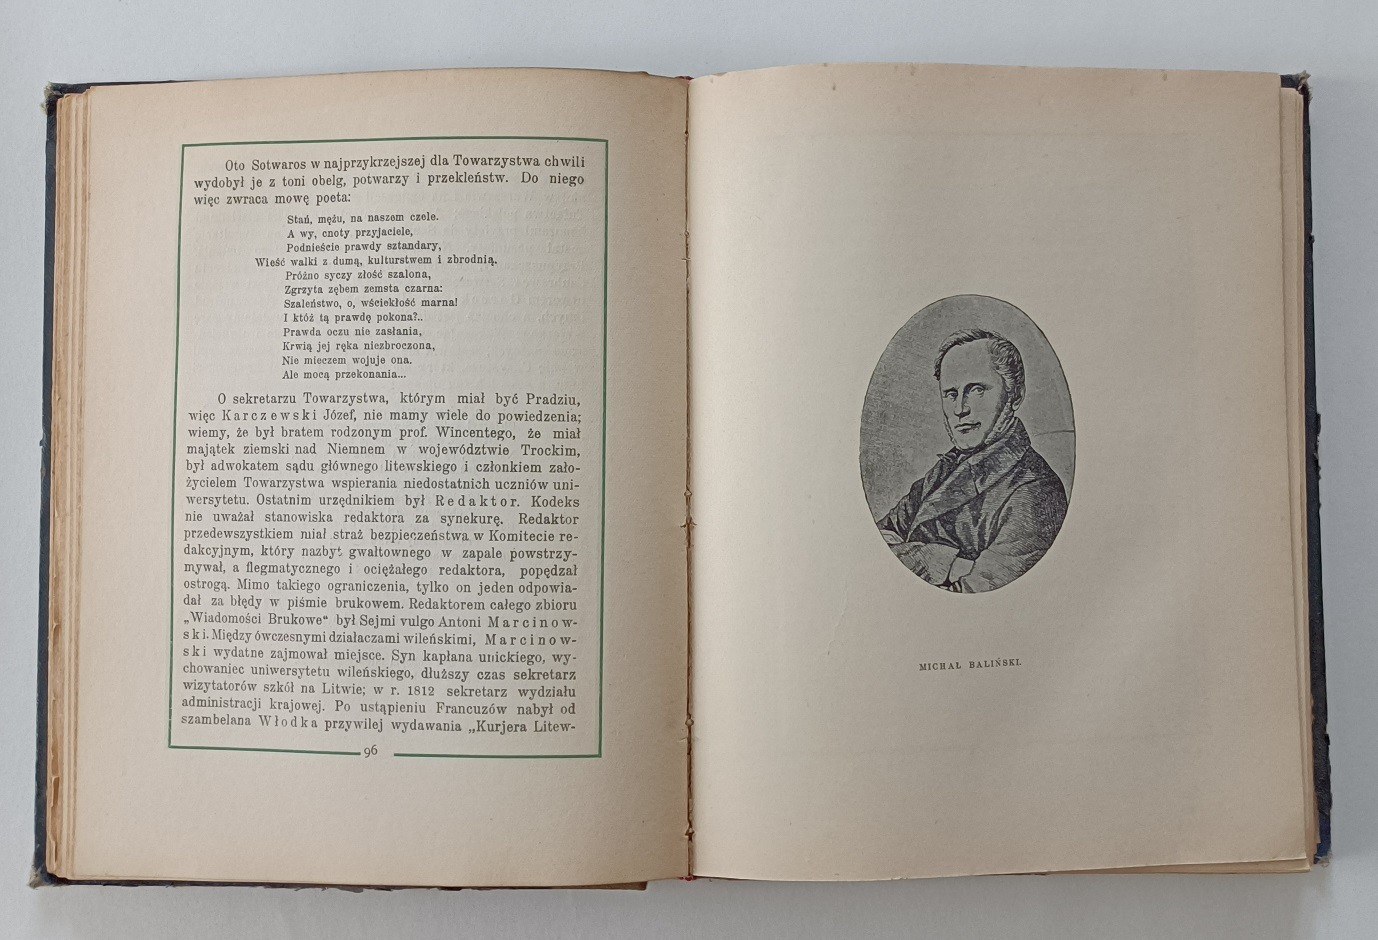 Oto Sotwaros w najprzykrzejszej dla Towarzystwa chwili
wydobył je z toni obelg, potwarzy i przekleństw. Do niego
więc zwraca mowę poeta:
Stań, mężu, na naszem czele.
A wy, cnoty przyjaciele,
Podnieście prawdy sztandary,
Wieść walki z dumą, kulturstwem i zbrodnią.
Próżno syczy złość szalona,
Zgrzyta zębem zemsta czarna:
Szaleństwo, o, wściekłość marna!
I któż tą prawdę pokona?..
Prawda oczu nie zasłania,
Krwią jej ręka niezbroczona,
Nie mieczem wojuje ona.
Ale mocą przekonania...
O sekretarzu Towarzystwa, którym miał być Pradziu,
więc Karczewski Józef, nie mamy wiele do powiedzenia;
wiemy, że był bratem rodzonym prof. Wincentego, że miał
majątek ziemski nad Niemnem w województwie Trockim,
był adwokatem sądu głównego litewskiego i członkiem zało-
życielem Towarzystwa wspierania niedostatnich uczniów uni-
wersytetu. Ostatnim urzędnikiem był Redaktor. Kodeks
nie uważał stanowiska redaktora za synekurę. Redaktor
przedewszystkiem miał straż bezpieczeństwa w Komitecie re-
dakcyjnym, który nazbyt gwałtownego w zapale powstrzy-
mywał, a flegmatycznego i ociężałego redaktora, popędzał
ostrogą. Mimo takiego ograniczenia, tylko on jeden odpowia-
dał za błędy w piśmie brukowem. Redaktorem całego zbioru
„Wiadomości Brukowe“ był Sejmi vulgo Antoni Marcinow-
ski. Między ówczesnymi działaczami wileńskimi, Marcinow-
ski wydatne zajmował miejsce. Syn kapłana unickiego, wy-
chowaniec uniwersytetu wileńskiego, dłuższy czas sekretarz
wizytatorów szkół na Litwie; w r. 1812 sekretarz wydziału
administracji krajowej. Po ustąpieniu Francuzów nabył od
szambelana Włodka przywilej wydawania „Kurjera Litew-
96
MICHAŁ BALIŃSKI.